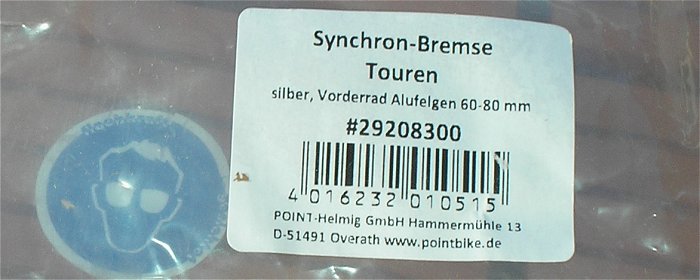 Synchron-Bremse
Touren
silber, Vorderrad Alufelgen 60-80 mm
#29208300
4 016232 010515
POINT-Helmig GmbH Hammermühle 13
D-51491 Overath www.pointbike.de